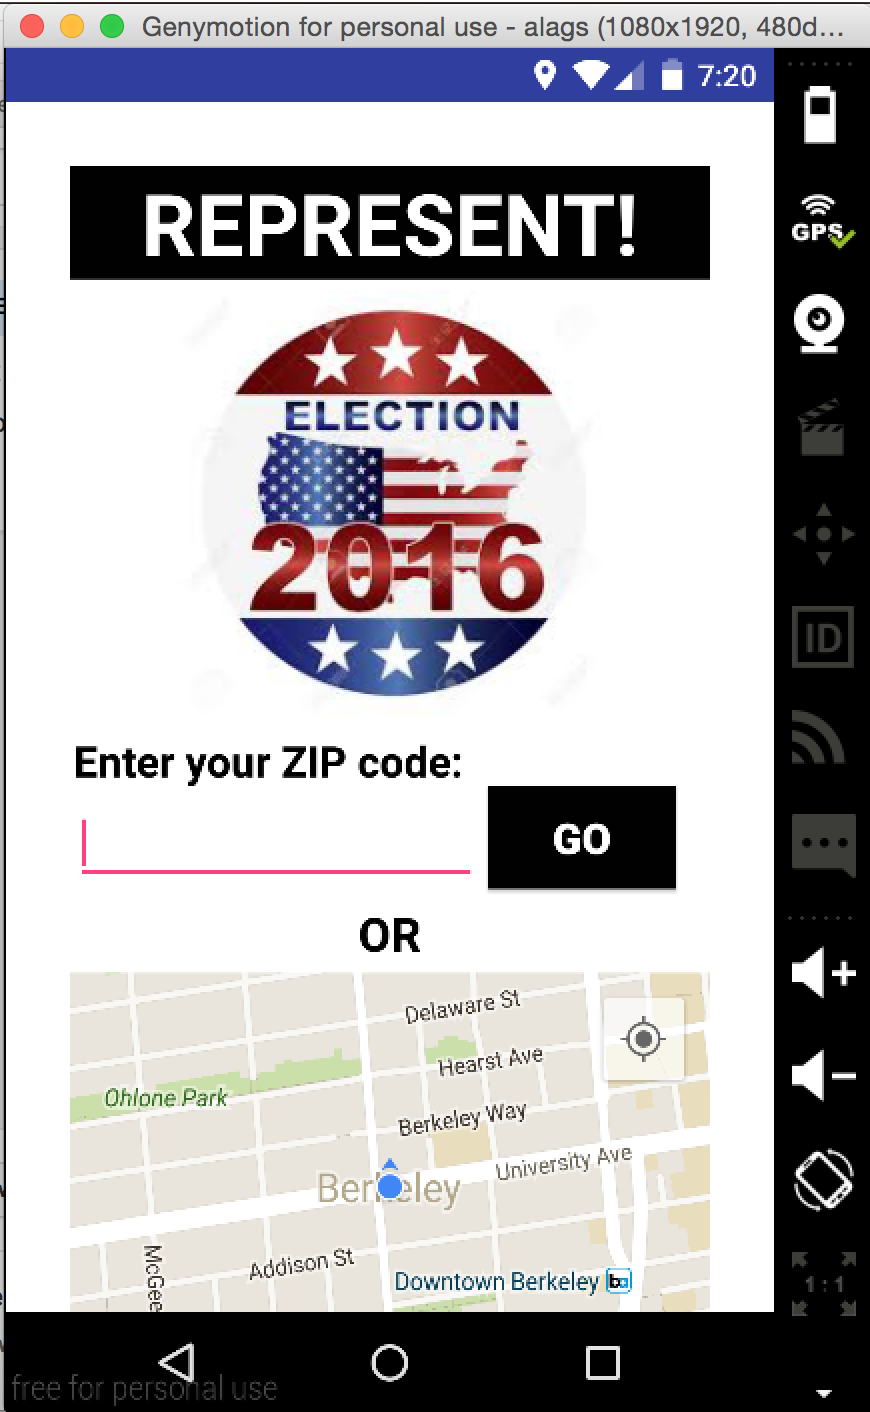 Genymotion for personal use - alags (1080x1920, 480d...
7:20
REPRESENT!
GPS
ELECTION
2016
ID
Enter your ZIP code:
GO
OR
Delaware St
Hearst Ave
Ohlone Park
Berkeley Way
University Ave
Berkeley
McGee
Addison St
Downtown Berkeley ba
1:1
free for personal use